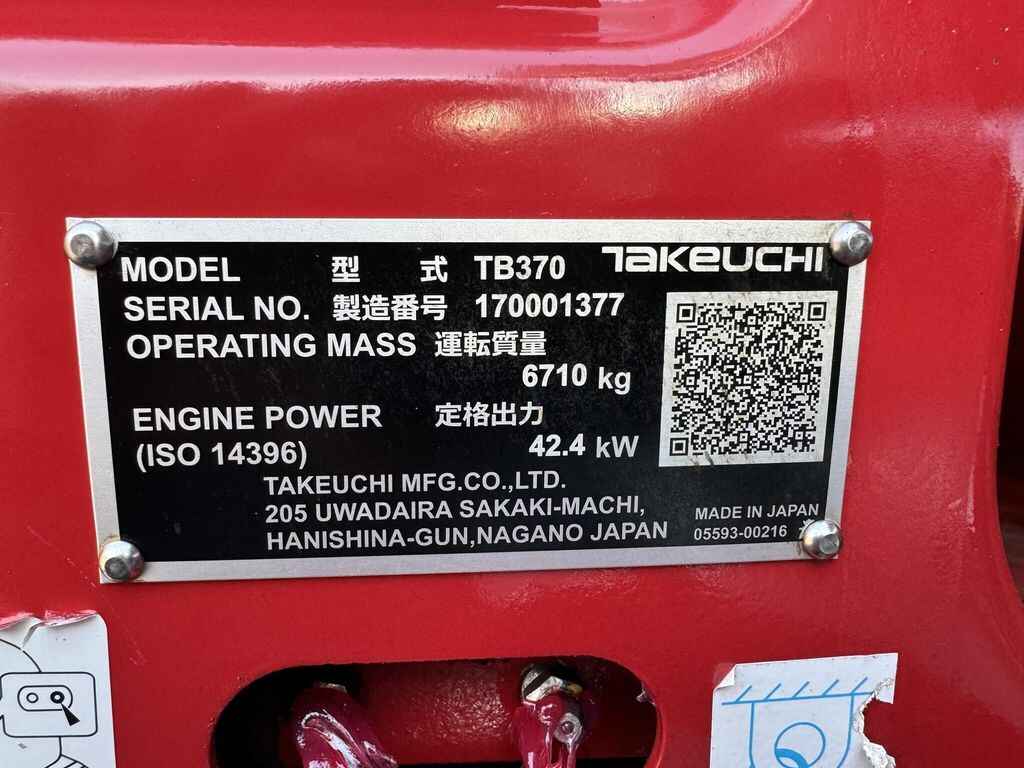 TAKEUCHI
MODEL 型 式 TB370
SERIAL NO. 製造番号 170001377
OPERATING MASS 運転質量
6710 kg
ENGINE POWER 定格出力
(ISO 14396) 42.4 kW
TAKEUCHI MFG.CO.,LTD.
205 UWADAIRA SAKAKI-MACHI,
HANISHINA-GUN,NAGANO JAPAN
MADE IN JAPAN
05593-00216